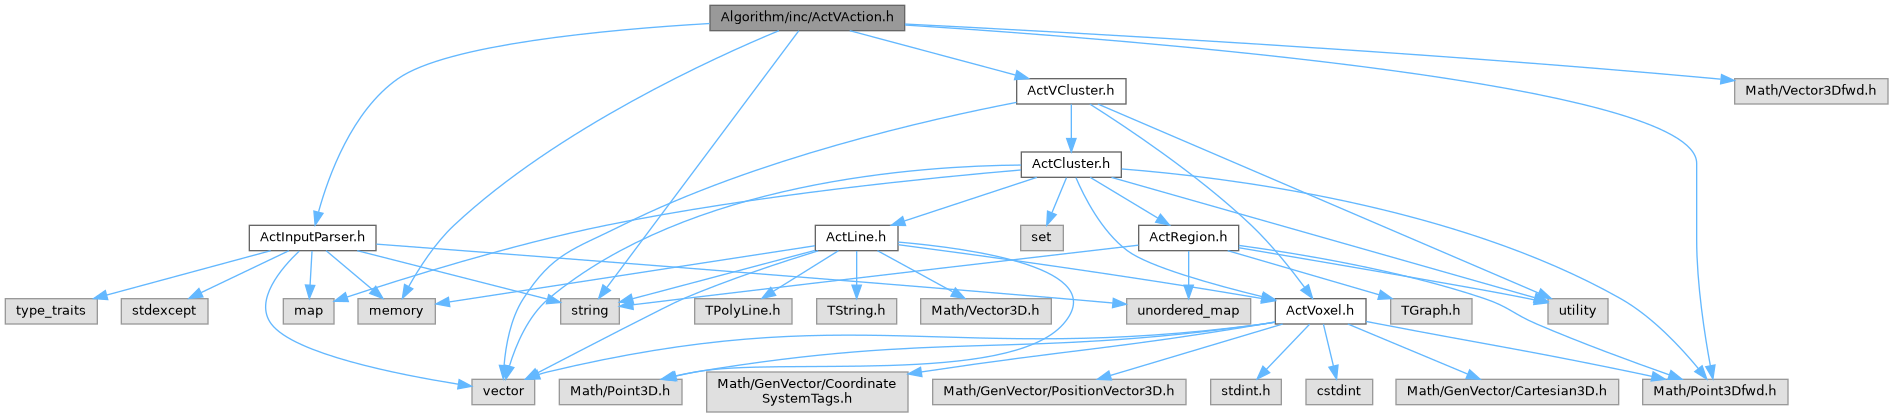 Algorithm/inc/ActVAction.h
ActVCluster.h
Math/Vector3Dfwd.h
ActCluster.h
ActInputParser.h
ActLine.h
set
ActRegion.h
type_traits
stdexcept
map
memory
string
TPolyLine.h
TString.h
Math/Vector3D.h
unordered_map
ActVoxel.h
TGraph.h
utility
vector
Math/Point3D.h
Math/GenVector/Coordinate
SystemTags.h
Math/GenVector/PositionVector3D.h
stdint.h
cstdint
Math/GenVector/Cartesian3D.h
Math/Point3Dfwd.h